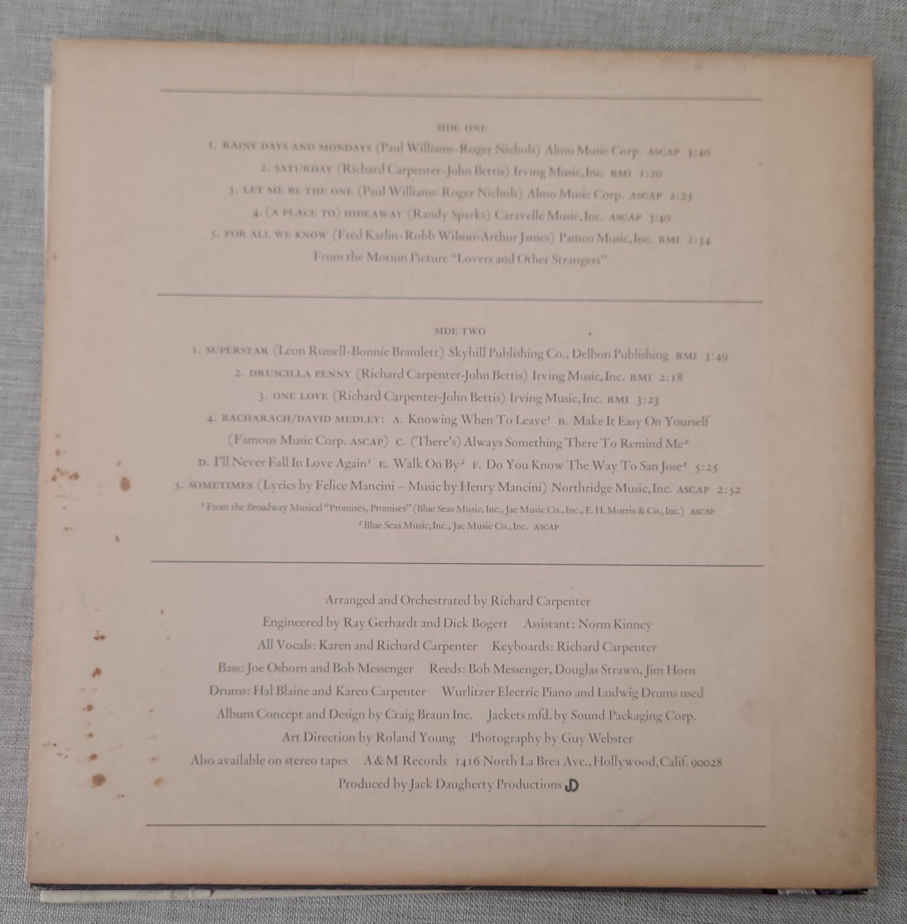 SIDE ONE
1. RAINY DAYS AND MONDAYS (Paul Williams-Roger Nichols) Almo Music Corp. ASCAP 3:40
2. SATURDAY (Richard Carpenter-John Bettis) Irving Music, Inc. BMI 1:20
3. LET ME BE THE ONE (Paul Williams-Roger Nichols) Almo Music Corp. ASCAP 2:25
4. (A PLACE TO) HIDEAWAY (Randy Sparks) Caravelle Music, Inc. ASCAP 3:40
5. FOR ALL WE KNOW (Fred Karlin-Robb Wilson-Arthur James) Pamco Music, Inc. BMI 2:34
From the Motion Picture "Lovers and Other Strangers"
SIDE TWO
1. SUPERSTAR (Leon Russell-Bonnie Bramlett) Skyhill Publishing Co., Delbon Publishing BMI 3:49
2. DRUSCILLA PENNY (Richard Carpenter-John Bettis) Irving Music, Inc. BMI 2:18
3. ONE LOVE (Richard Carpenter-John Bettis) Irving Music, Inc. BMI 3:23
4. BACHARACH/DAVID MEDLEY: A. Knowing When To Leave¹ B. Make It Easy On Yourself
(Famous Music Corp. ASCAP) C. (There's) Always Something There To Remind Me²
D. I'll Never Fall In Love Again¹ E. Walk On By² F. Do You Know The Way To San Jose² 5:25
5. SOMETIMES (Lyrics by Felice Mancini – Music by Henry Mancini) Northridge Music, Inc. ASCAP 2:52
¹ From the Broadway Musical "Promises, Promises" (Blue Seas Music, Inc., Jac Music Co., Inc., E. H. Morris & Co., Inc.) ASCAP
² Blue Seas Music, Inc., Jac Music Co., Inc. ASCAP
Arranged and Orchestrated by Richard Carpenter
Engineered by Ray Gerhardt and Dick Bogert Assistant: Norm Kinney
All Vocals: Karen and Richard Carpenter Keyboards: Richard Carpenter
Bass: Joe Osborn and Bob Messenger Reeds: Bob Messenger, Douglas Strawn, Jim Horn
Drums: Hal Blaine and Karen Carpenter Wurlitzer Electric Piano and Ludwig Drums used
Album Concept and Design by Craig Braun Inc. Jackets mfd. by Sound Packaging Corp.
Art Direction by Roland Young Photography by Guy Webster
Also available on stereo tapes A & M Records 1416 North La Brea Ave., Hollywood, Calif. 90028
Produced by Jack Daugherty Productions JD